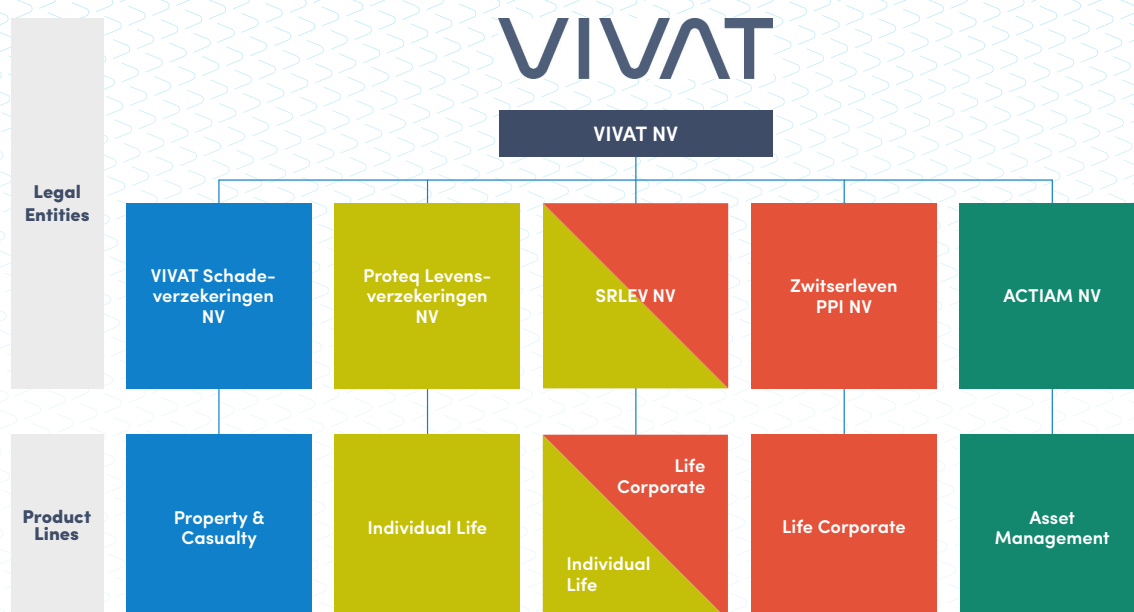 VIVAT
VIVAT NV
Legal
Entities
VIVAT Schade-
verzekeringen
NV
Proteq Levens-
verzekeringen
NV
SRLEV NV
Zwitserleven
PPI NV
ACTIAM NV
Product
Lines
Property &
Casualty
Individual Life
Life
Corporate
Individual
Life
Life Corporate
Asset
Management